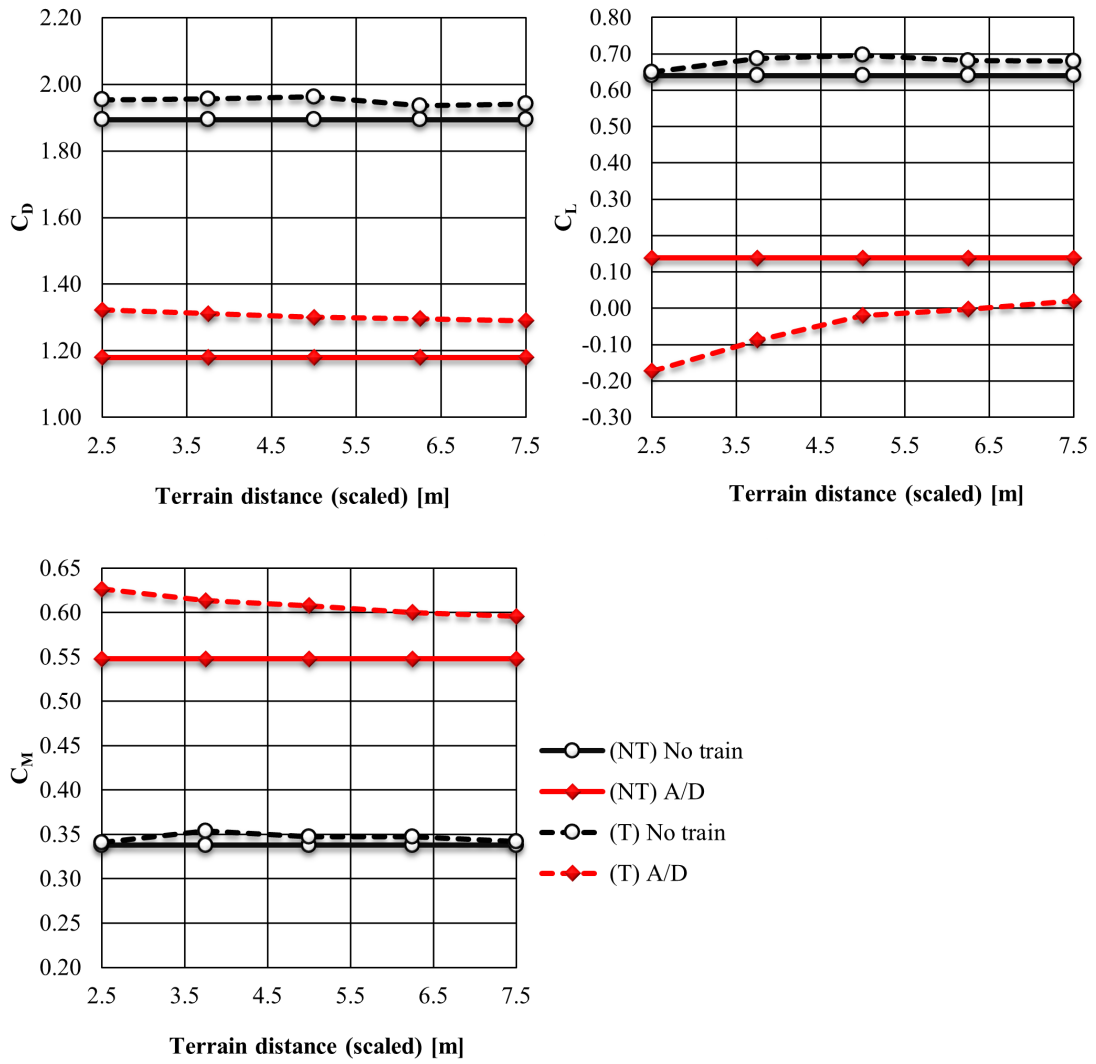 2.20
2.00
1.80
1.60
1.40
1.20
1.00
C_D
2.5 3.5 4.5 5.5 6.5 7.5
Terrain distance (scaled) [m]
0.80
0.70
0.60
0.50
0.40
0.30
0.20
0.10
0.00
-0.10
-0.20
-0.30
C_L
2.5 3.5 4.5 5.5 6.5 7.5
Terrain distance (scaled) [m]
0.65
0.60
0.55
0.50
0.45
0.40
0.35
0.30
0.25
0.20
C_M
2.5 3.5 4.5 5.5 6.5 7.5
Terrain distance (scaled) [m]
(NT) No train
(NT) A/D
(T) No train
(T) A/D